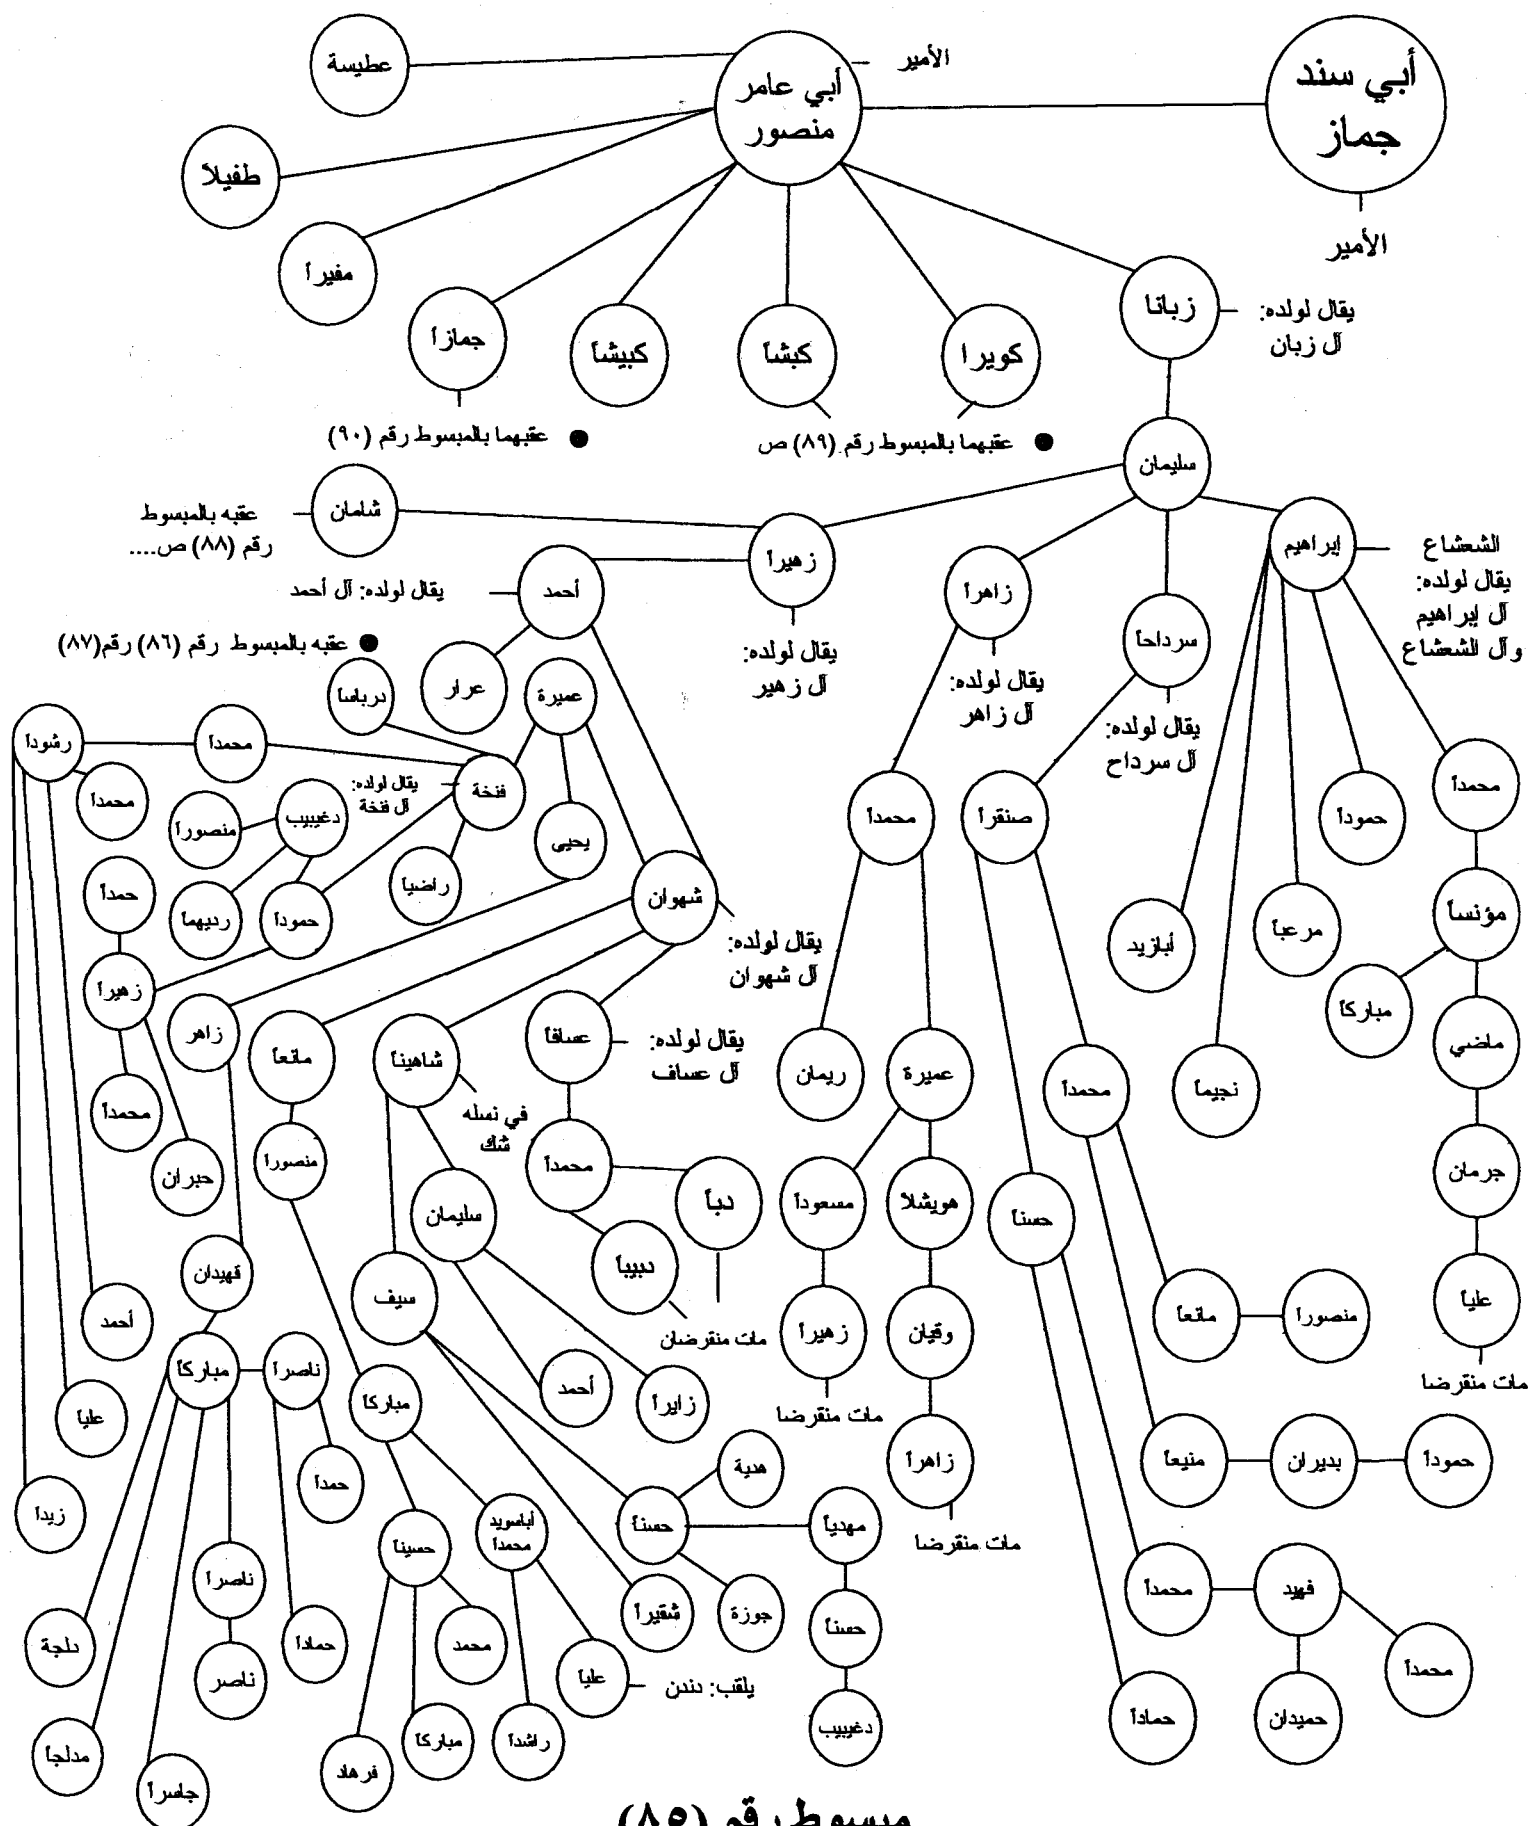 أبي سند
جماز
الأمير
أبي عامر
منصور
الأمير
عطيسة
طفيلاً
مفيراً
جمازاً
كبيشاً
كبشاً
كويرا
زبانا
يقال لولده:
آل زبان
● عقبهما بالمبسوط رقم (٨٩) ص
● عقبهما بالمبسوط رقم (٩٠)
سليمان
إبراهيم
الشعشاع
يقال لولده:
آل إبراهيم
وآل الشعشاع
سرداحاً
يقال لولده:
آل سرداح
زاهراً
يقال لولده:
آل زاهر
زهيراً
يقال لولده:
آل زهير
شامان
عقبه بالمبسوط
رقم (٨٨) ص....
أحمد
يقال لولده: آل أحمد
● عقبه بالمبسوط رقم (٨٦) رقم(٨٧)
عرار
عميرة
درباسا
محمداً
رشودا
محمداً
فنخة
يقال لولده:
آل فنخة
دغيبيب
منصوراً
رديهما
حموداً
راضيا
يحيى
شهوان
يقال لولده:
آل شهوان
حمداً
زهيراً
محمداً
حبران
أحمد
عليا
زيدا
زاهر
مانعاً
شاهيناً
في نسله
شك
عسافاً
يقال لولده:
آل عساف
محمداً
دباً
دبيباً
مات منقرضان
منصوراً
سليمان
سيف
أحمد
زايراً
قهيدان
مباركاً
ناصراً
حمداً
حماداً
ناصراً
ناصر
دلجة
مدلجاً
جاسراً
مباركاً
حسيناً
أباسويد
محمداً
محمد
مباركاً
فرهاد
راشداً
علياً
يلقب: دندن
حسناً
هدية
جوزة
شقيراً
مهدياً
حسناً
دغيبيب
محمداً
ريمان
عميرة
مسعوداً
زهيراً
مات منقرضا
هويشلا
وقيان
زاهراً
مات منقرضا
صنقراً
محمداً
حسناً
مانعاً
منصوراً
منيعاً
بديران
حموداً
محمداً
فهيد
محمداً
حميدان
حماداً
محمداً
حموداً
مرعباً
أبازيد
نجيماً
مؤنساً
مباركاً
ماضي
جرمان
علياً
مات منقرضا
مبسوط رقم (٨٥)